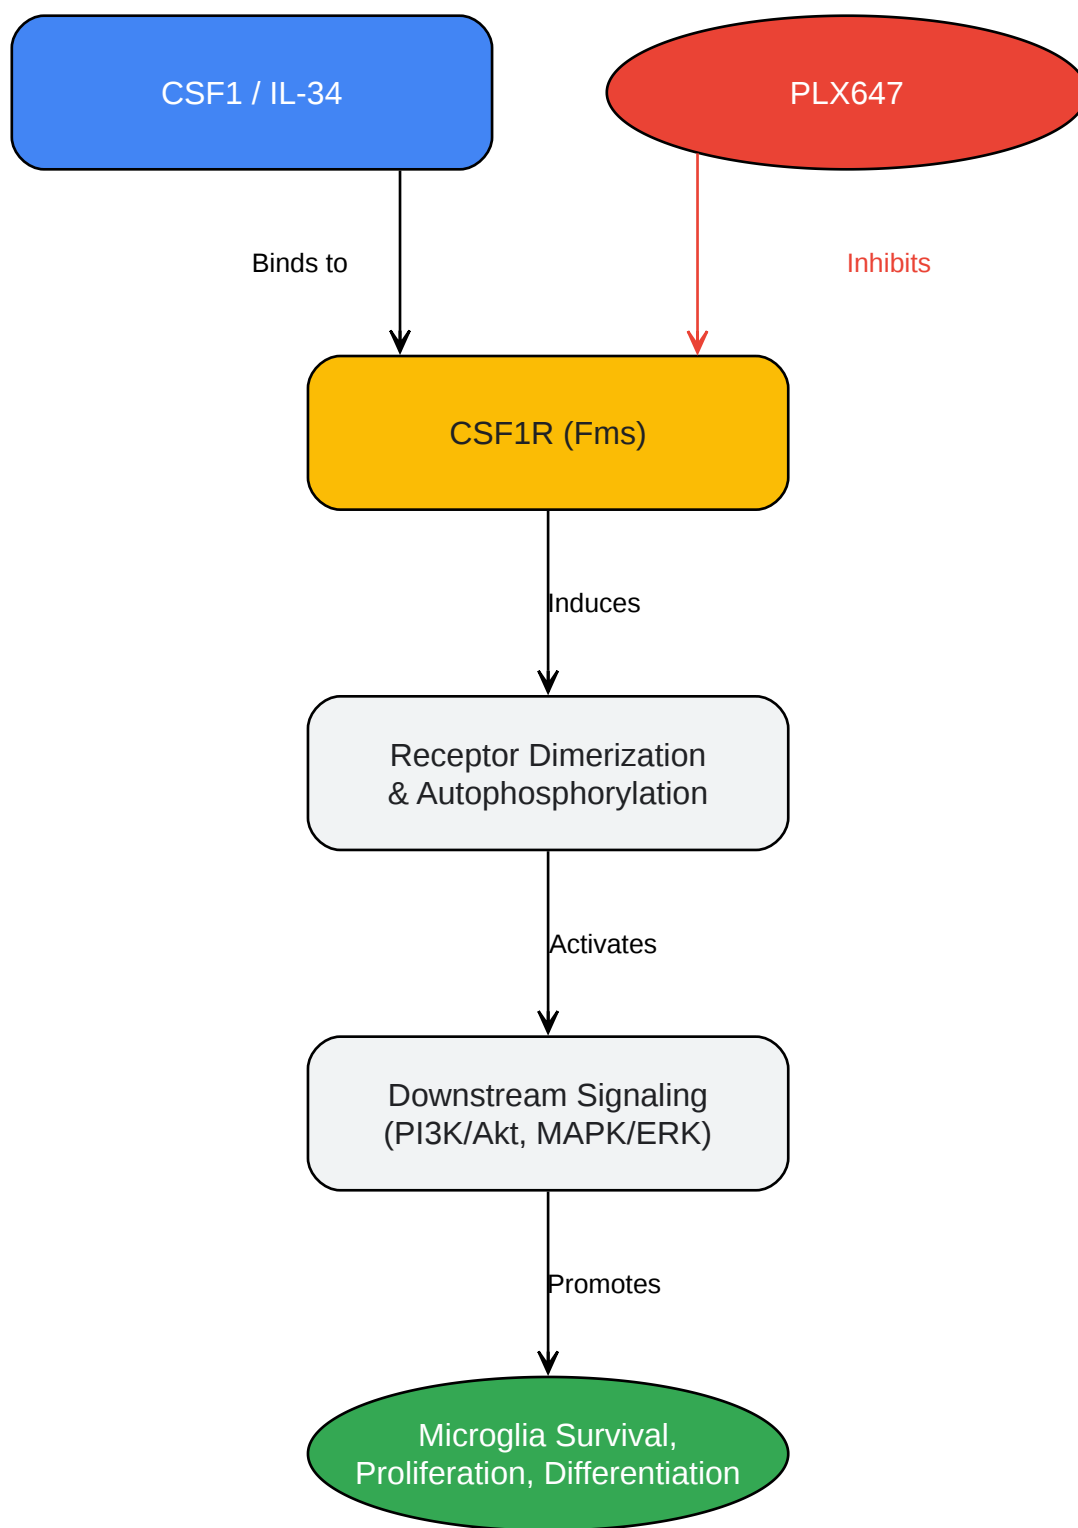 CSF1 / IL-34
PLX647
Binds to
Inhibits
CSF1R (Fms)
Induces
Receptor Dimerization
& Autophosphorylation
Activates
Downstream Signaling
(PI3K/Akt, MAPK/ERK)
Promotes
Microglia Survival,
Proliferation, Differentiation